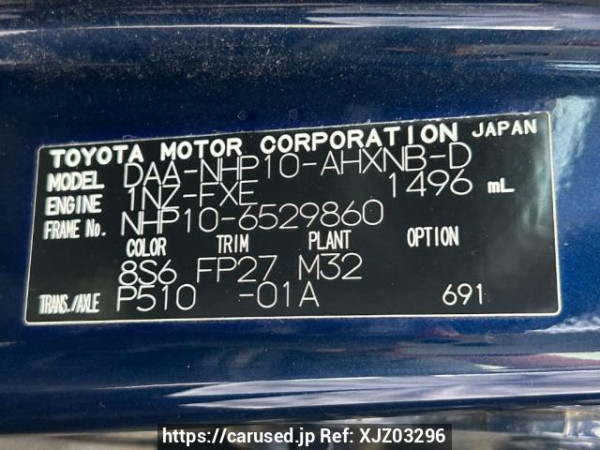 TOYOTA MOTOR CORPORATION JAPAN
MODEL DAA-NHP10-AHXNB-D
ENGINE 1NZ-FXE 1496 mL
FRAME No. NHP10-6529860
COLOR TRIM PLANT OPTION
8S6 FP27 M32
TRANS./AXLE P510 -01A 691
https://carused.jp Ref: XJZ03296